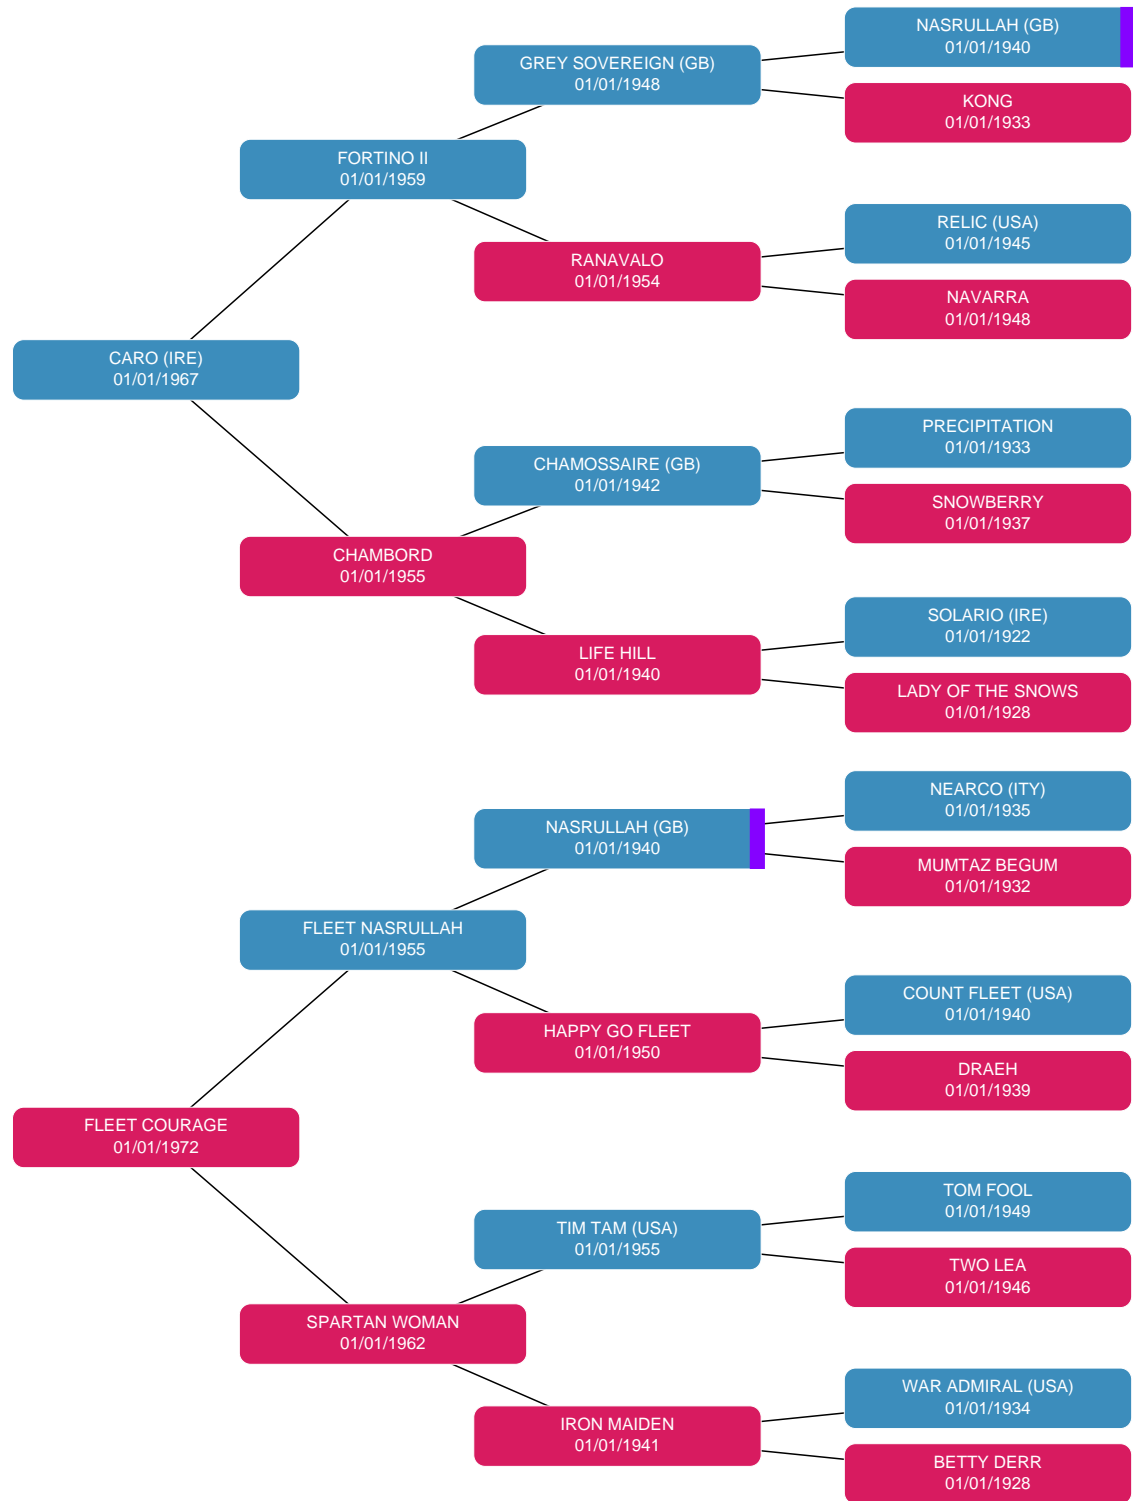 NASRULLAH (GB)
01/01/1940
GREY SOVEREIGN (GB)
01/01/1948
KONG
01/01/1933
FORTINO II
01/01/1959
RELIC (USA)
01/01/1945
RANAVALO
01/01/1954
NAVARRA
01/01/1948
CARO (IRE)
01/01/1967
PRECIPITATION
01/01/1933
CHAMOSSAIRE (GB)
01/01/1942
SNOWBERRY
01/01/1937
CHAMBORD
01/01/1955
SOLARIO (IRE)
01/01/1922
LIFE HILL
01/01/1940
LADY OF THE SNOWS
01/01/1928
NEARCO (ITY)
01/01/1935
NASRULLAH (GB)
01/01/1940
MUMTAZ BEGUM
01/01/1932
FLEET NASRULLAH
01/01/1955
COUNT FLEET (USA)
01/01/1940
HAPPY GO FLEET
01/01/1950
DRAEH
01/01/1939
FLEET COURAGE
01/01/1972
TOM FOOL
01/01/1949
TIM TAM (USA)
01/01/1955
TWO LEA
01/01/1946
SPARTAN WOMAN
01/01/1962
WAR ADMIRAL (USA)
01/01/1934
IRON MAIDEN
01/01/1941
BETTY DERR
01/01/1928